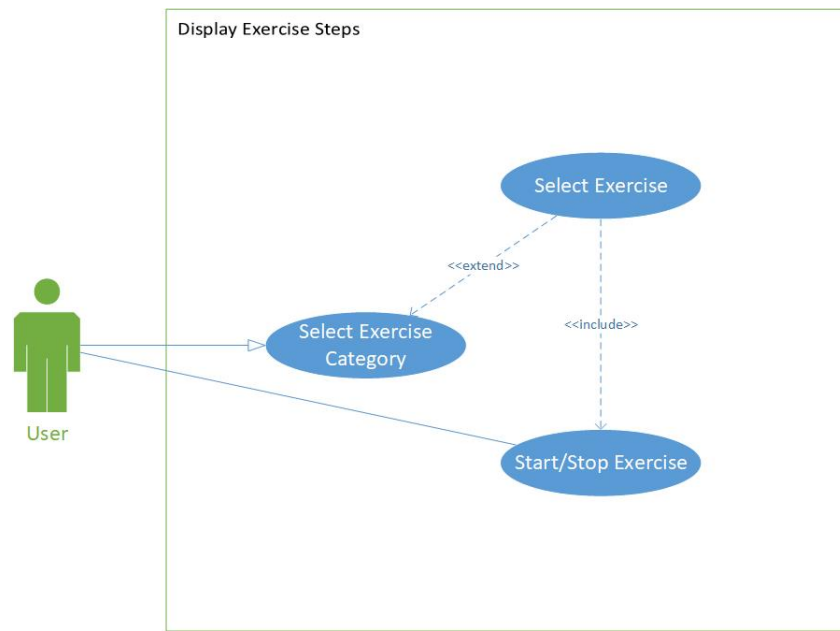 Display Exercise Steps
Select Exercise
<<extend>>
<<include>>
Select Exercise
Category
User
Start/Stop Exercise